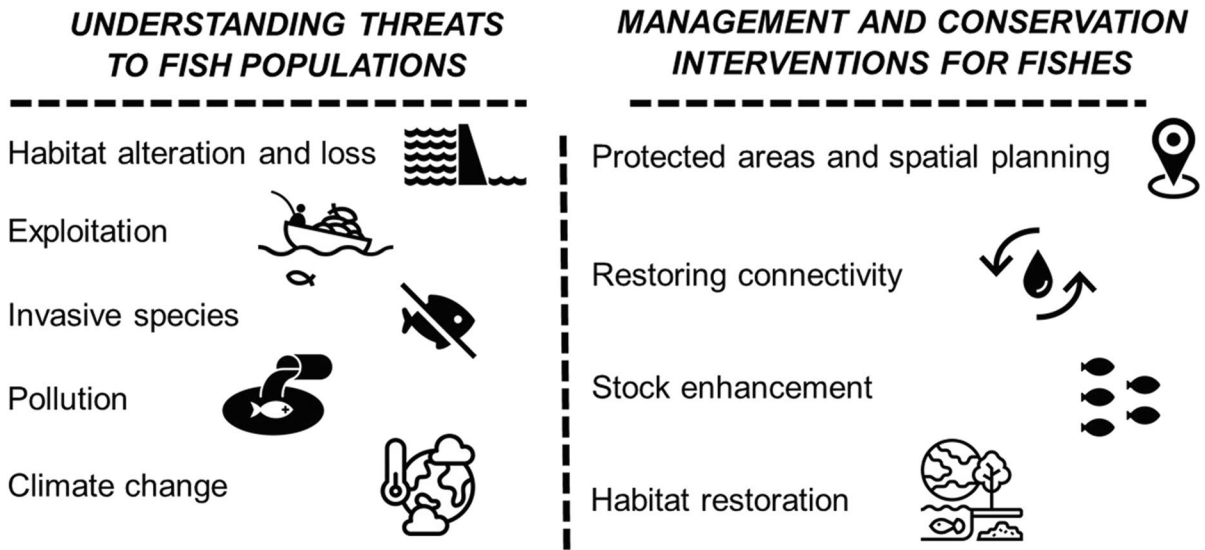 UNDERSTANDING THREATS
TO FISH POPULATIONS
Habitat alteration and loss
Exploitation
Invasive species
Pollution
Climate change
MANAGEMENT AND CONSERVATION
INTERVENTIONS FOR FISHES
Protected areas and spatial planning
Restoring connectivity
Stock enhancement
Habitat restoration